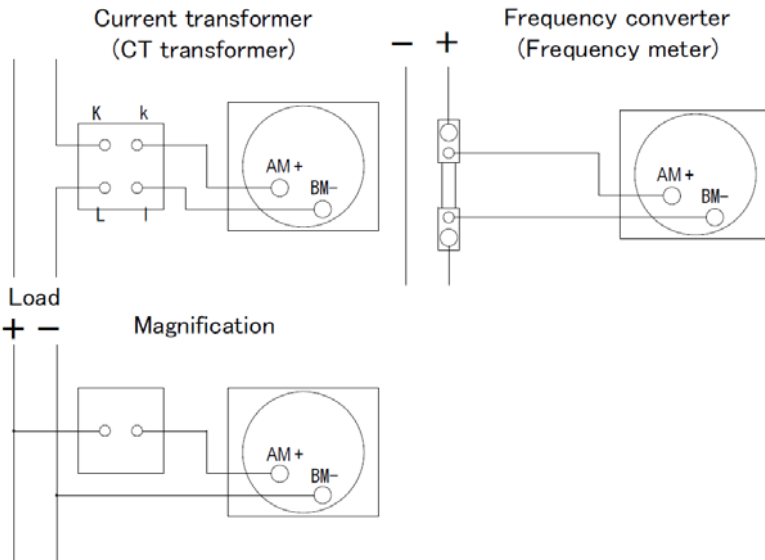 Current transformer
(CT transformer)
K k
AM+
BM-
L l
Load
− +
Frequency converter
(Frequency meter)
AM+
BM-
+ −
Magnification
AM+
BM-